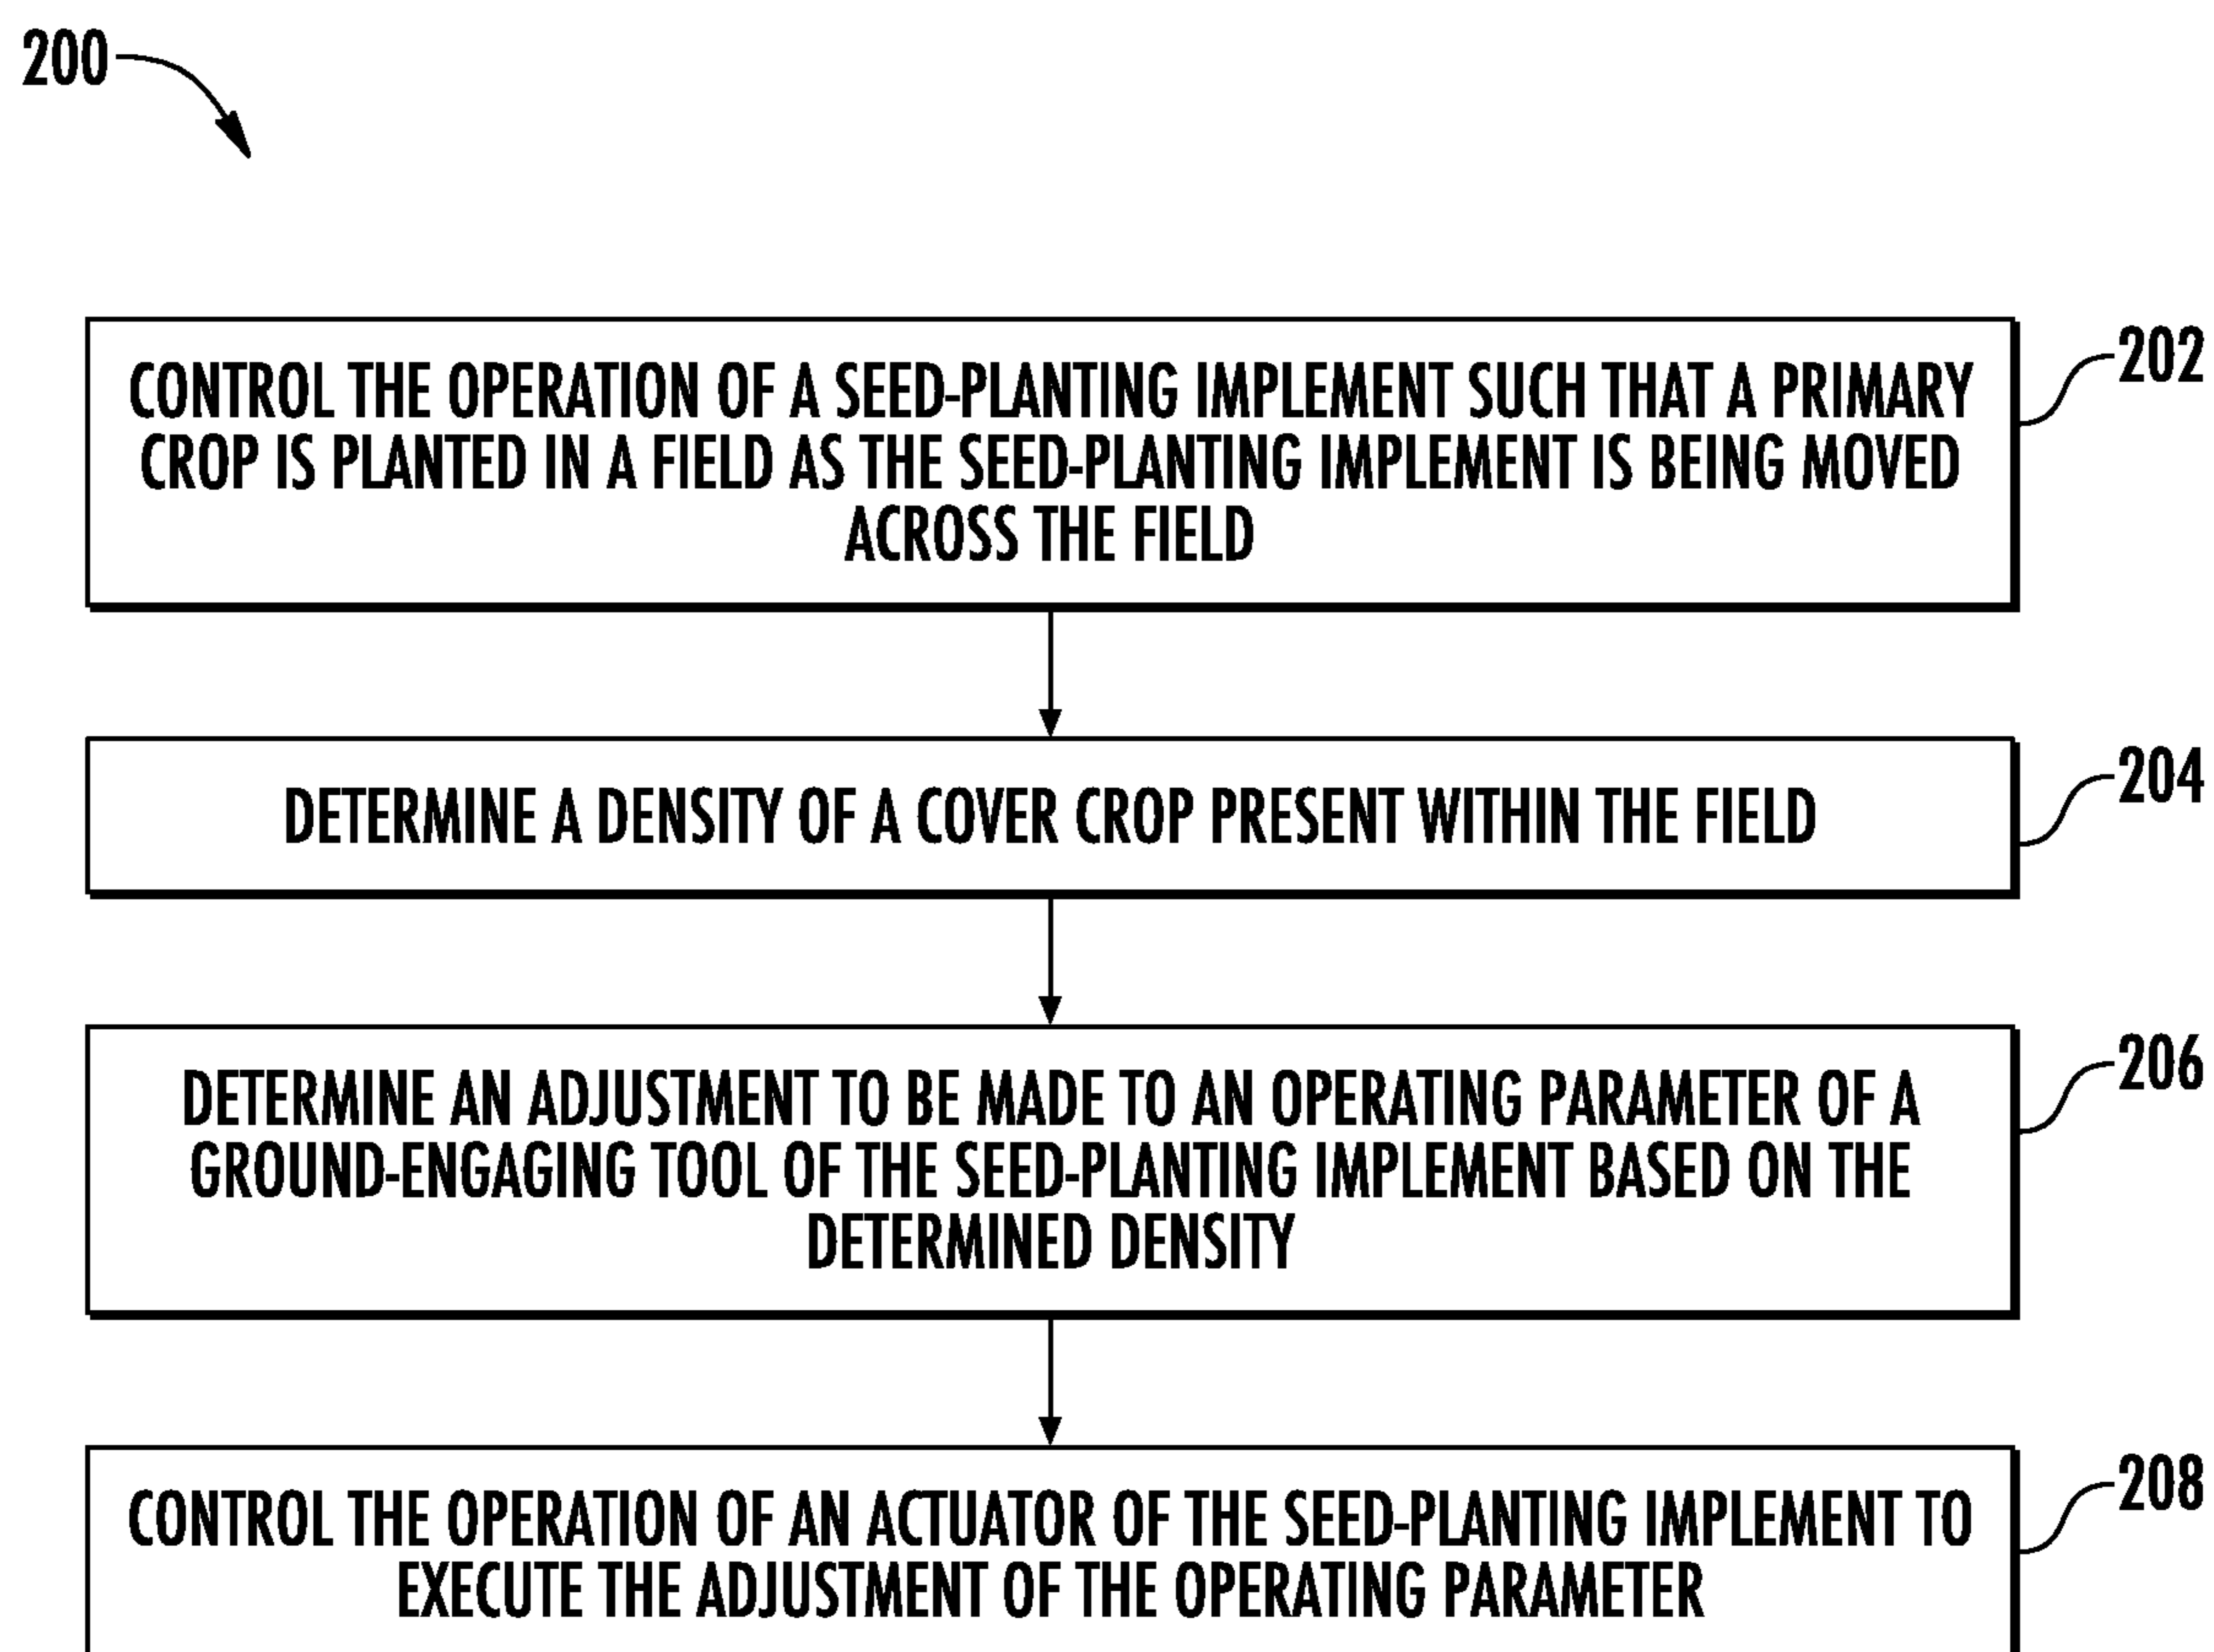 200
CONTROL THE OPERATION OF A SEED-PLANTING IMPLEMENT SUCH THAT A PRIMARY
CROP IS PLANTED IN A FIELD AS THE SEED-PLANTING IMPLEMENT IS BEING MOVED
ACROSS THE FIELD
202
DETERMINE A DENSITY OF A COVER CROP PRESENT WITHIN THE FIELD
204
DETERMINE AN ADJUSTMENT TO BE MADE TO AN OPERATING PARAMETER OF A
GROUND-ENGAGING TOOL OF THE SEED-PLANTING IMPLEMENT BASED ON THE
DETERMINED DENSITY
206
CONTROL THE OPERATION OF AN ACTUATOR OF THE SEED-PLANTING IMPLEMENT TO
EXECUTE THE ADJUSTMENT OF THE OPERATING PARAMETER
208